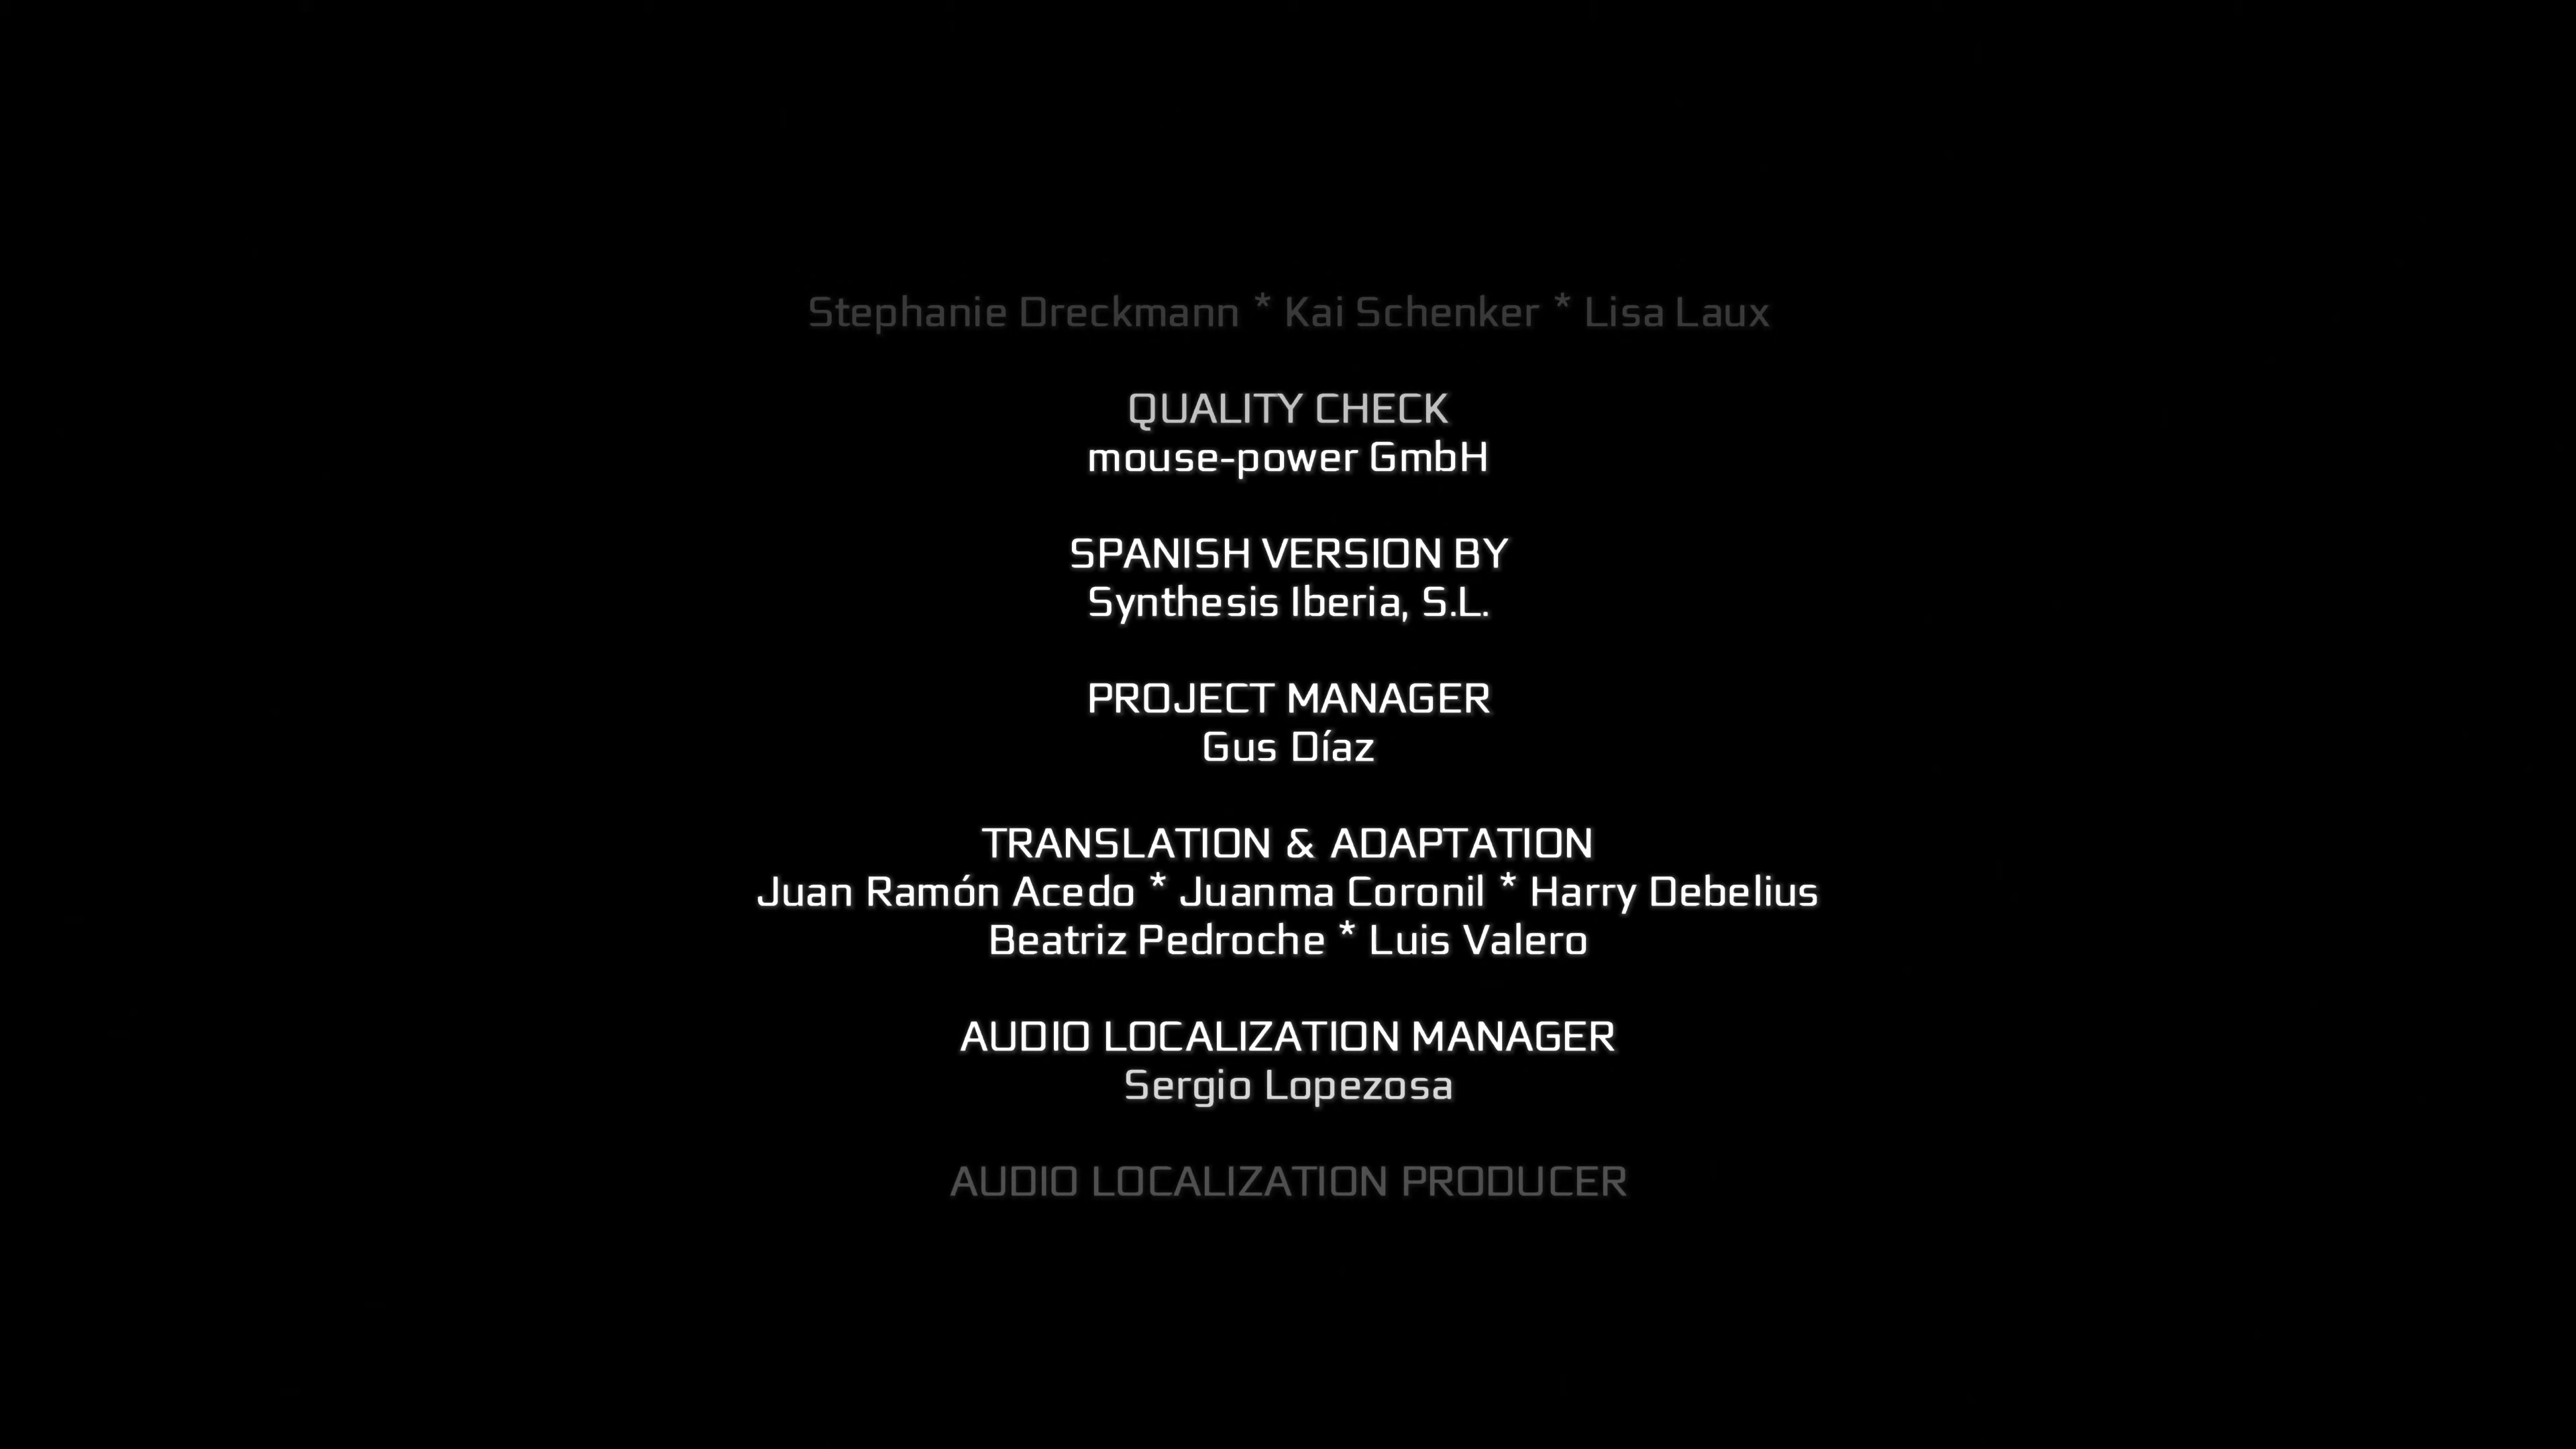 Stephanie Dreckmann * Kai Schenker * Lisa Laux
QUALITY CHECK
mouse-power GmbH
SPANISH VERSION BY
Synthesis Iberia, S.L.
PROJECT MANAGER
Gus Díaz
TRANSLATION & ADAPTATION
Juan Ramón Acedo * Juanma Coronil * Harry Debelius
Beatriz Pedroche * Luis Valero
AUDIO LOCALIZATION MANAGER
Sergio Lopezosa
AUDIO LOCALIZATION PRODUCER